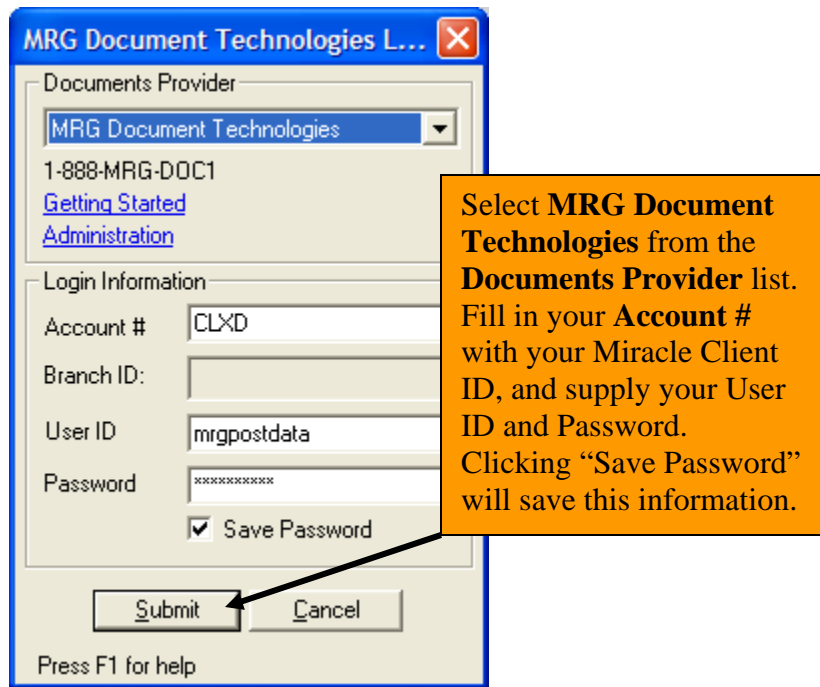 MRG Document Technologies L...
Documents Provider
MRG Document Technologies
1-888-MRG-DOC1
Getting Started
Administration
Login Information
Account # CLXD
Branch ID:
User ID mrgpostdata
Password xxxxxxxxxx
Save Password
Submit Cancel
Press F1 for help
Select MRG Document
Technologies from the
Documents Provider list.
Fill in your Account #
with your Miracle Client
ID, and supply your User
ID and Password.
Clicking “Save Password”
will save this information.